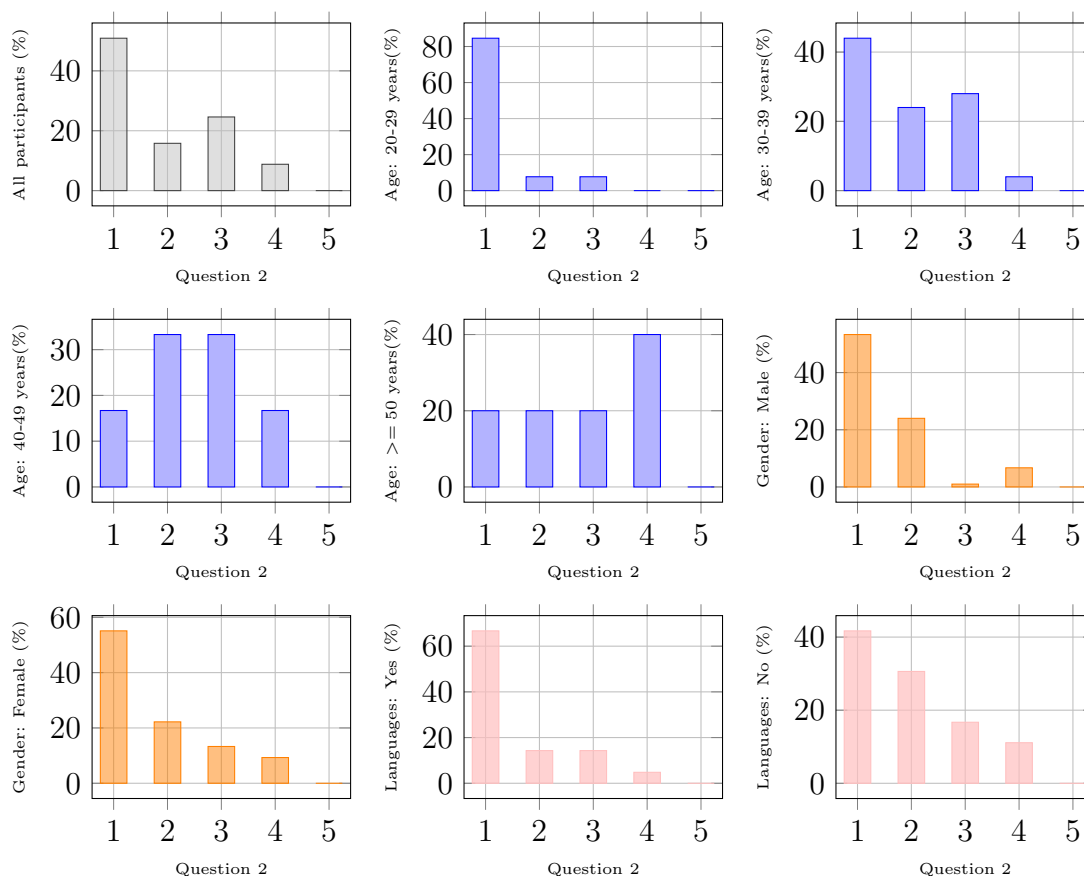 All participants (%)
40
20
0
1 2 3 4 5
Question 2
Age: 20-29 years(%)
80
60
40
20
0
1 2 3 4 5
Question 2
Age: 30-39 years(%)
40
20
0
1 2 3 4 5
Question 2
Age: 40-49 years(%)
30
20
10
0
1 2 3 4 5
Question 2
Age: >= 50 years(%)
40
20
0
1 2 3 4 5
Question 2
Gender: Male (%)
40
20
0
1 2 3 4 5
Question 2
Gender: Female (%)
60
40
20
0
1 2 3 4 5
Question 2
Languages: Yes (%)
60
40
20
0
1 2 3 4 5
Question 2
Languages: No (%)
40
20
0
1 2 3 4 5
Question 2